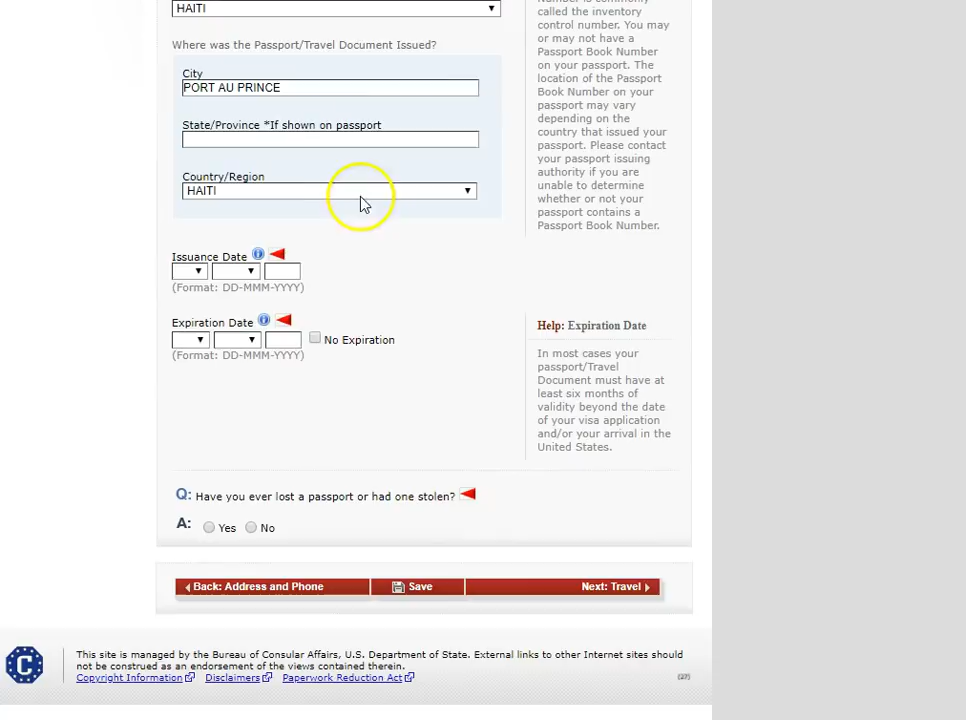 HAITI
Where was the Passport/Travel Document Issued?
City
PORT AU PRINCE
State/Province *If shown on passport
Country/Region
HAITI
Issuance Date
(Format: DD-MMM-YYYY)
Expiration Date
No Expiration
(Format: DD-MMM-YYYY)
Q: Have you ever lost a passport or had one stolen?
A: Yes No
Number is commonly
called the inventory
control number. You may
or may not have a
Passport Book Number
on your passport. The
location of the Passport
Book Number on your
passport may vary
depending on the
country that issued your
passport. Please contact
your passport issuing
authority if you are
unable to determine
whether or not your
passport contains a
Passport Book Number.
Help: Expiration Date
In most cases your
passport/Travel
Document must have at
least six months of
validity beyond the date
of your visa application
and/or your arrival in the
United States.
Back: Address and Phone
Save
Next: Travel
C
This site is managed by the Bureau of Consular Affairs, U.S. Department of State. External links to other Internet sites should
not be construed as an endorsement of the views contained therein.
Copyright Information Disclaimers Paperwork Reduction Act
(27)